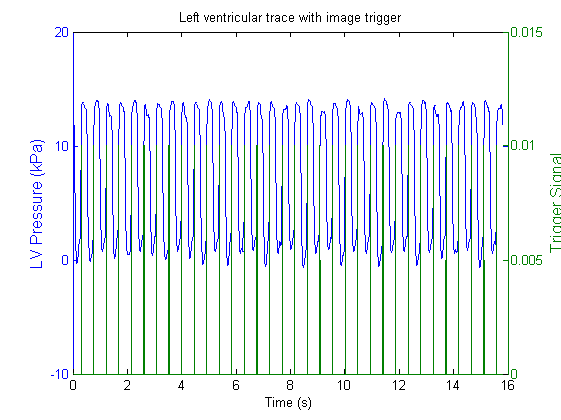 Left ventricular trace with image trigger
20
10
0
-10
LV Pressure (kPa)
0.015
0.01
0.005
0
Trigger Signal
0 2 4 6 8 10 12 14 16
Time (s)